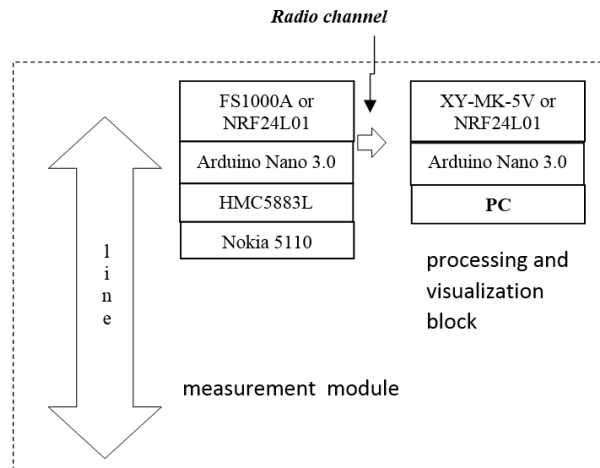 Radio channel
FS1000A or
NRF24L01
Arduino Nano 3.0
HMC5883L
Nokia 5110
XY-MK-5V or
NRF24L01
Arduino Nano 3.0
PC
processing and
visualization
block
line
measurement module